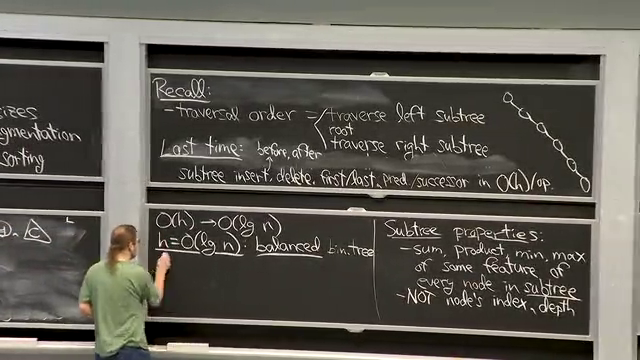 sizes
gmentation
sorting
C
Recall:
- traversal order = traverse left subtree
root
traverse right subtree
Last time: before, after
subtree insert, delete, first/last, pred/successor in O(h)/op.
O(h) → O(lg n)
h=O(lg n): balanced bin.tree
Subtree properties:
- sum, product, min, max
of some feature of
every node in subtree
- NOT node's index, depth